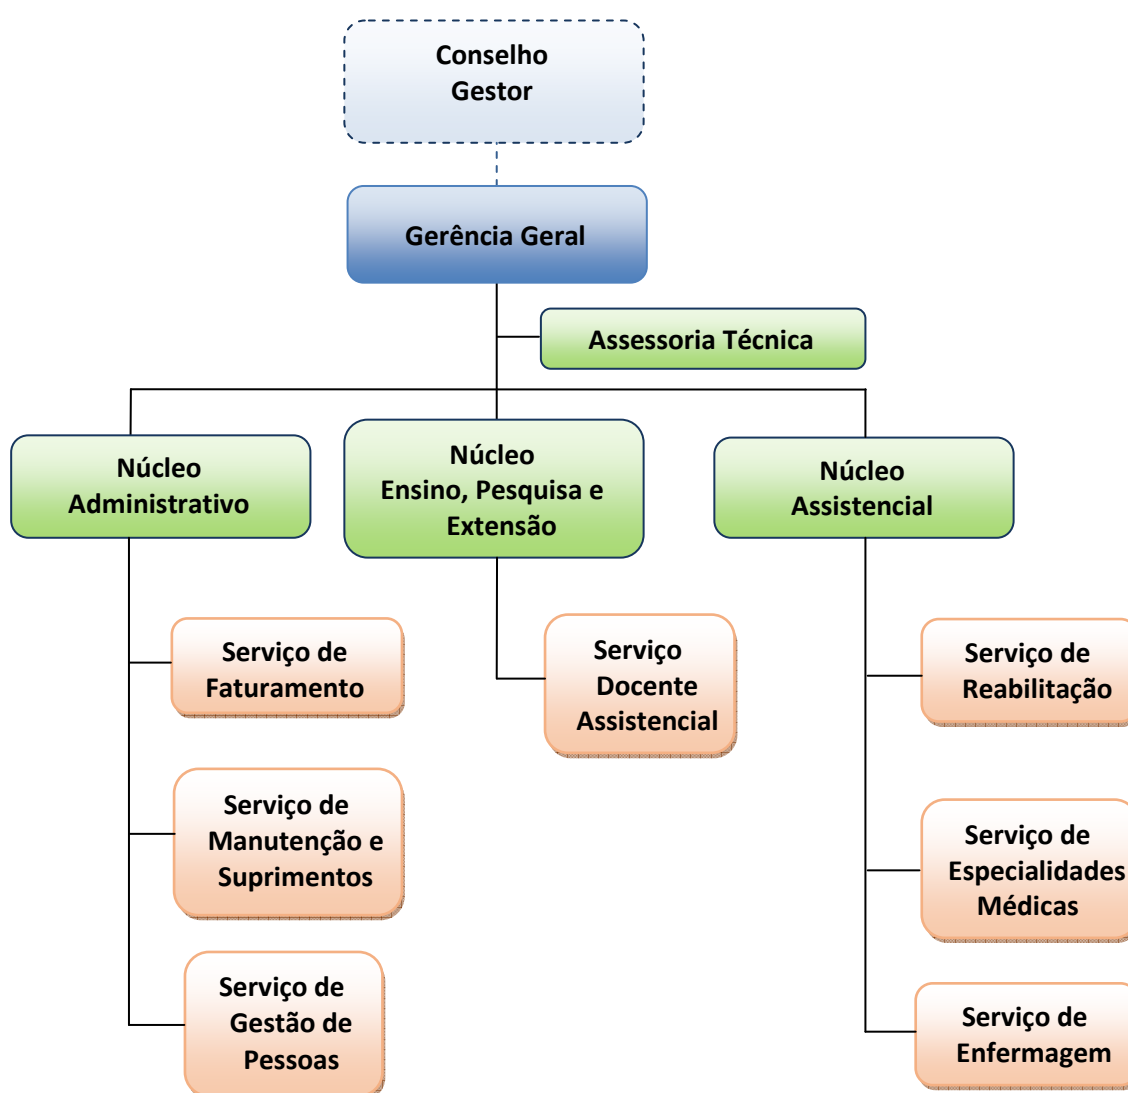 Conselho
Gestor
Gerência Geral
Assessoria Técnica
Núcleo
Administrativo
Núcleo
Ensino, Pesquisa e
Extensão
Núcleo
Assistencial
Serviço de
Faturamento
Serviço de
Manutenção e
Suprimentos
Serviço de
Gestão de
Pessoas
Serviço
Docente
Assistencial
Serviço de
Reabilitação
Serviço de
Especialidades
Médicas
Serviço de
Enfermagem